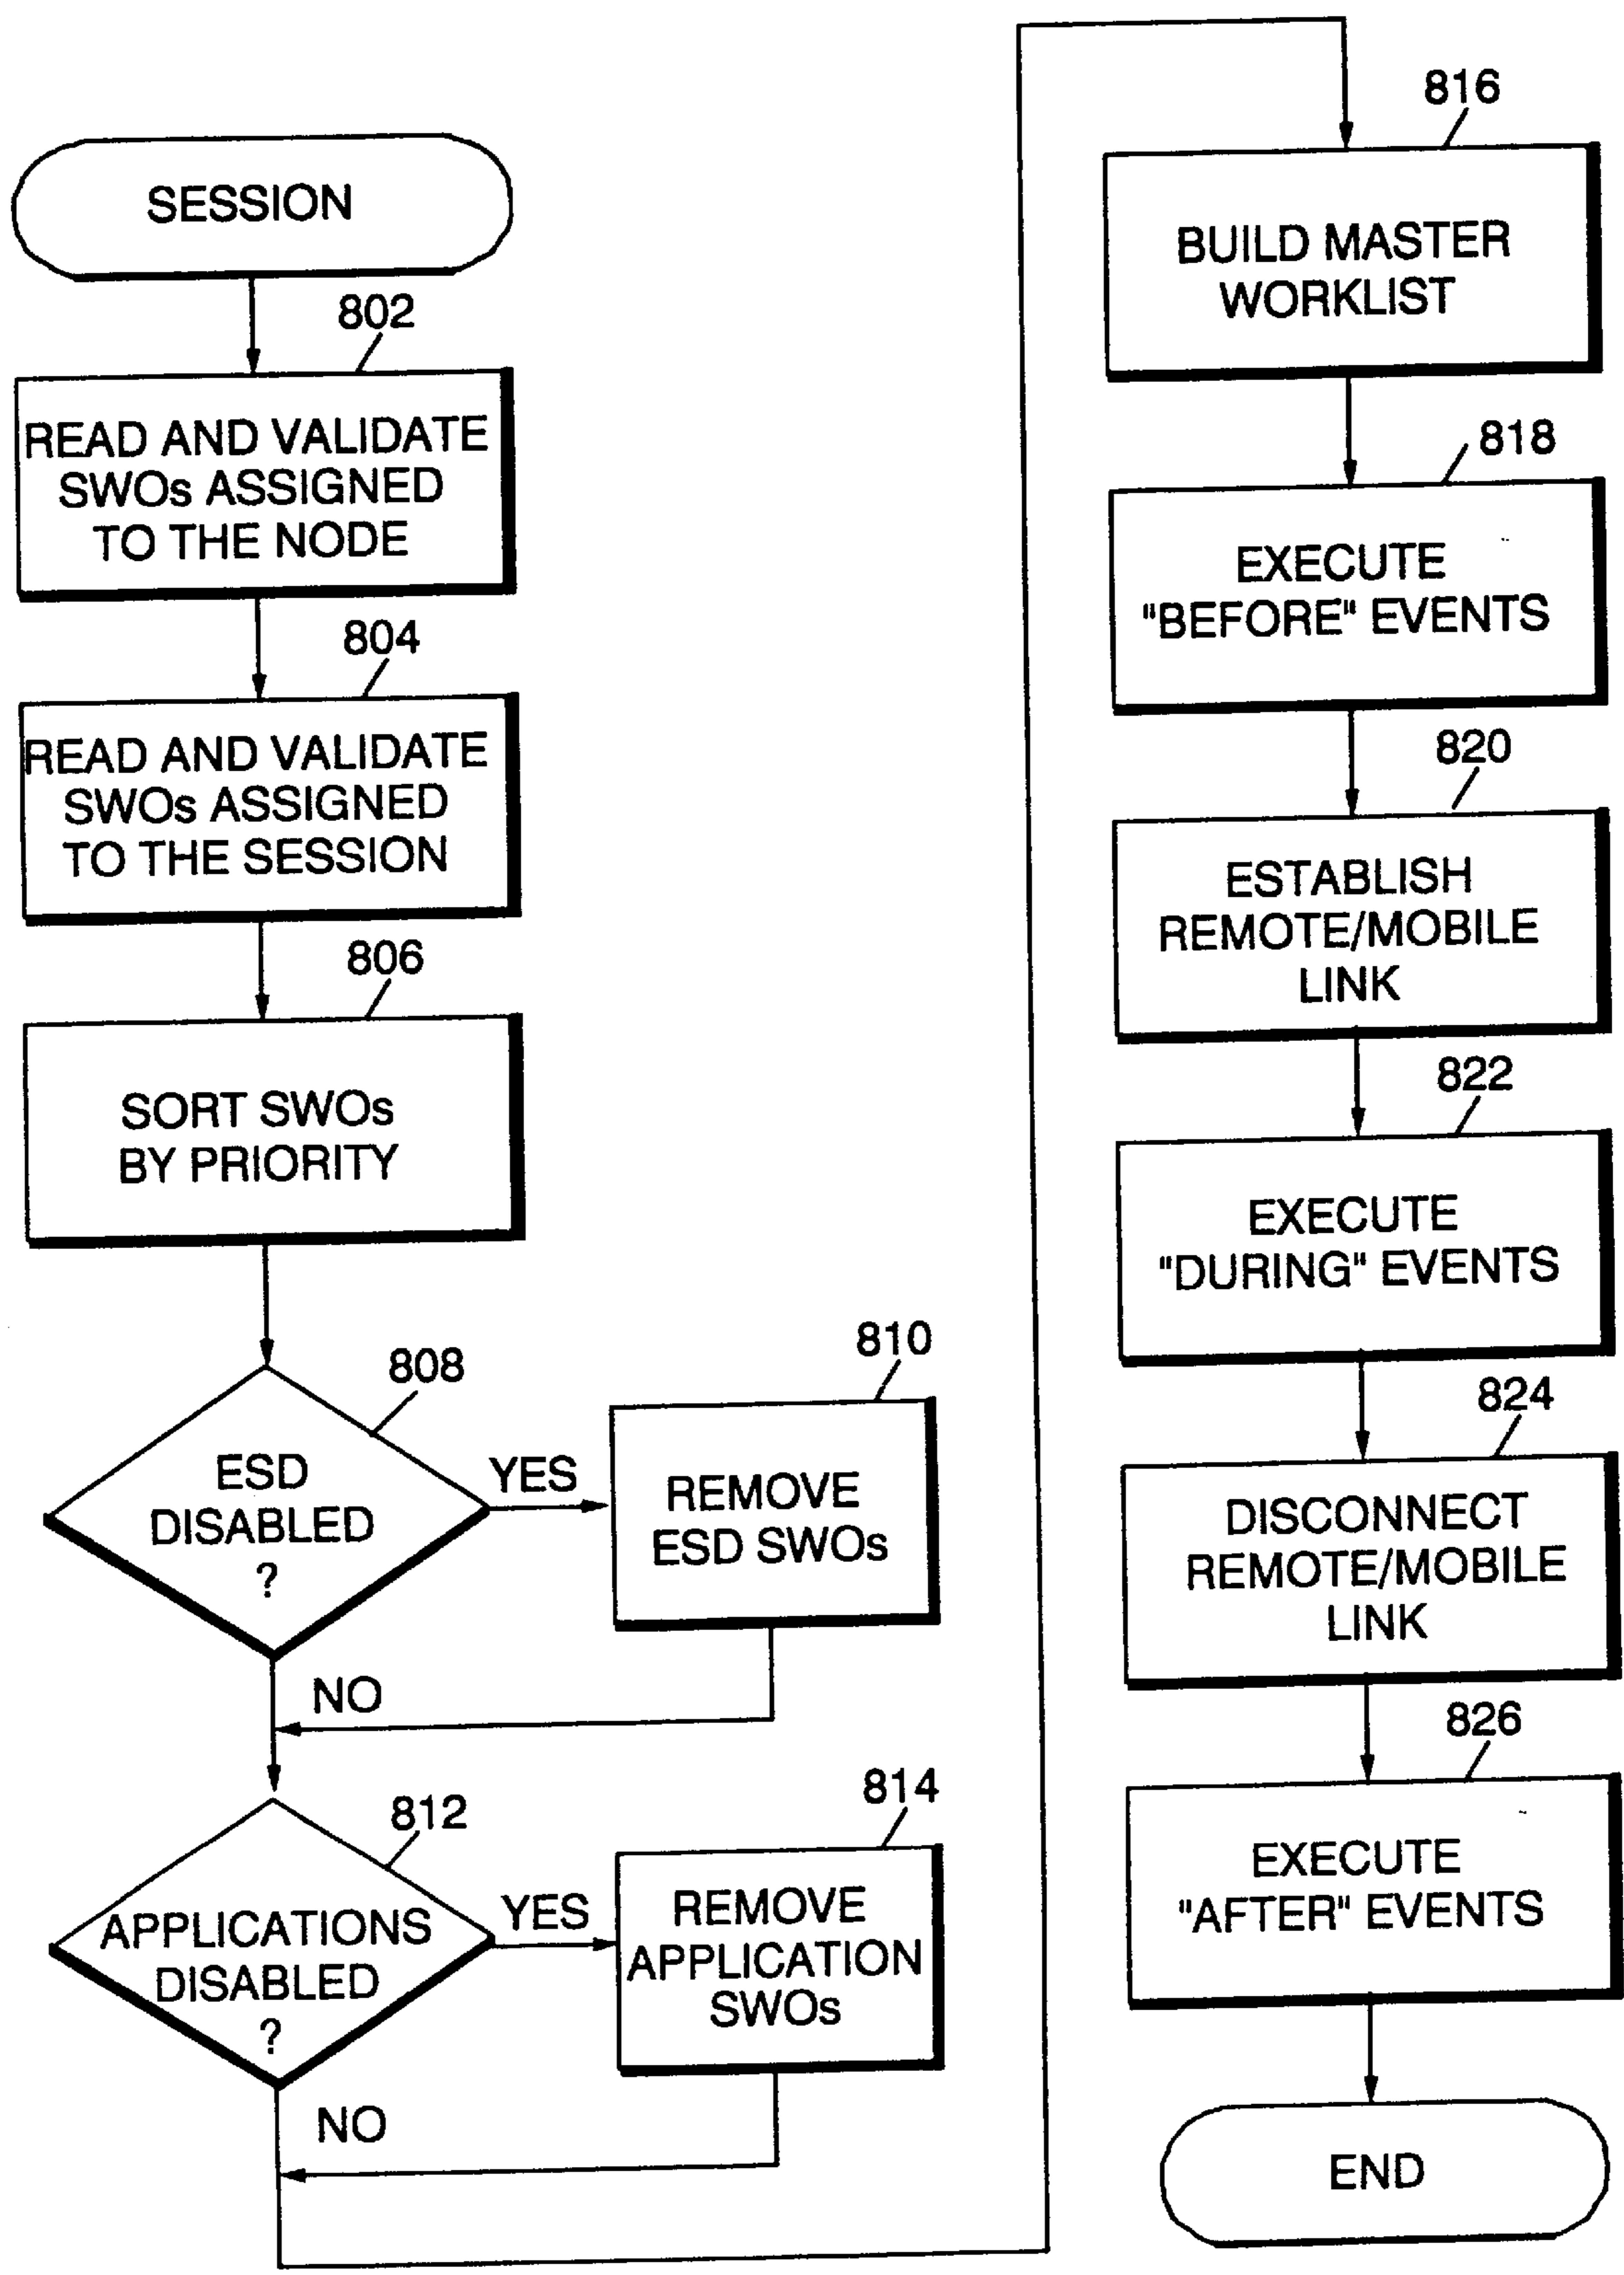 SESSION
802
READ AND VALIDATE
SWOs ASSIGNED
TO THE NODE
804
READ AND VALIDATE
SWOs ASSIGNED
TO THE SESSION
806
SORT SWOs
BY PRIORITY
808
ESD
DISABLED
?
YES
NO
810
REMOVE
ESD SWOs
812
APPLICATIONS
DISABLED
?
YES
NO
814
REMOVE
APPLICATION
SWOs
816
BUILD MASTER
WORKLIST
818
EXECUTE
"BEFORE" EVENTS
820
ESTABLISH
REMOTE/MOBILE
LINK
822
EXECUTE
"DURING" EVENTS
824
DISCONNECT
REMOTE/MOBILE
LINK
826
EXECUTE
"AFTER" EVENTS
END